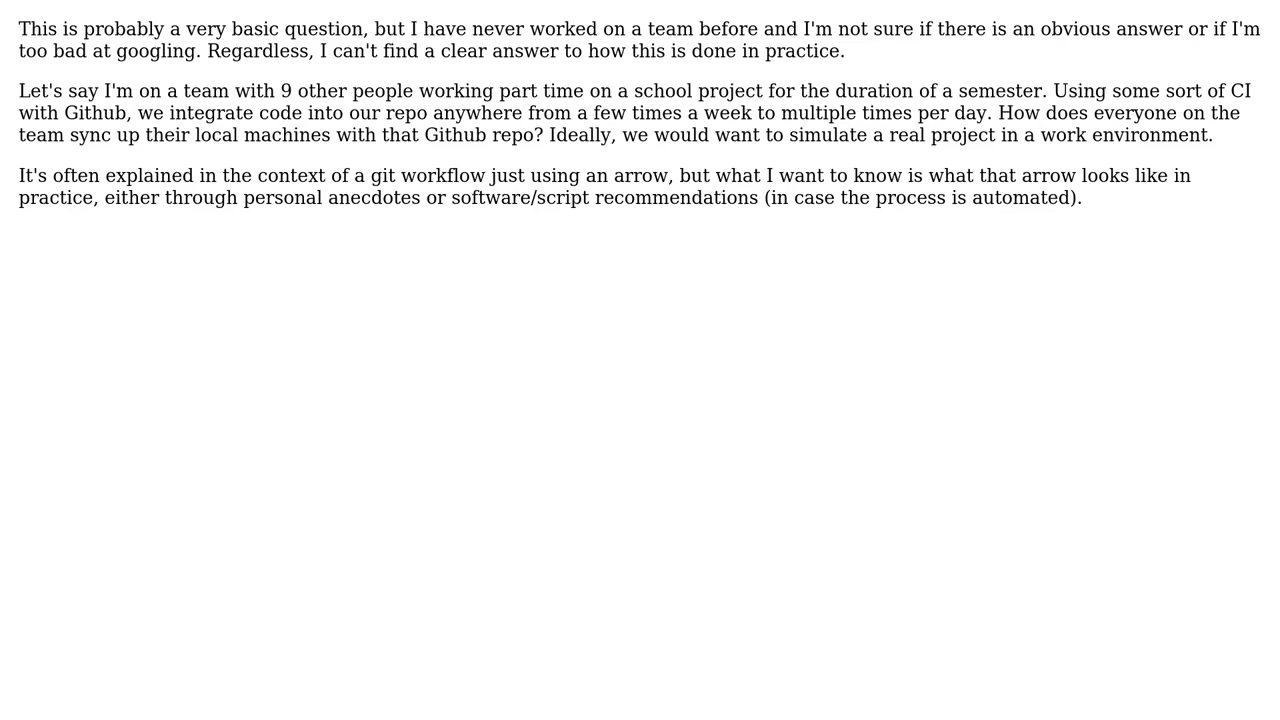 This is probably a very basic question, but I have never worked on a team before and I'm not sure if there is an obvious answer or if I'm
too bad at googling. Regardless, I can't find a clear answer to how this is done in practice.
Let's say I'm on a team with 9 other people working part time on a school project for the duration of a semester. Using some sort of CI
with Github, we integrate code into our repo anywhere from a few times a week to multiple times per day. How does everyone on the
team sync up their local machines with that Github repo? Ideally, we would want to simulate a real project in a work environment.
It's often explained in the context of a git workflow just using an arrow, but what I want to know is what that arrow looks like in
practice, either through personal anecdotes or software/script recommendations (in case the process is automated).